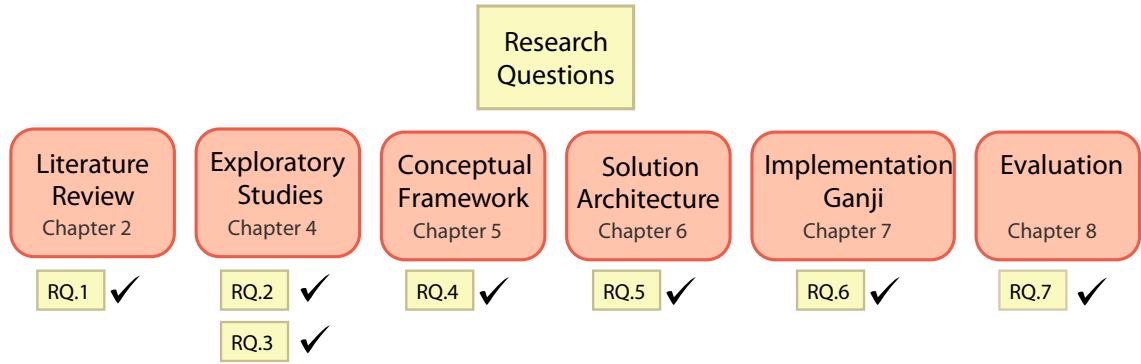 Research
Questions
Literature
Review
Chapter 2
Exploratory
Studies
Chapter 4
Conceptual
Framework
Chapter 5
Solution
Architecture
Chapter 6
Implementation
Ganji
Chapter 7
Evaluation
Chapter 8
RQ.1
RQ.2
RQ.3
RQ.4
RQ.5
RQ.6
RQ.7